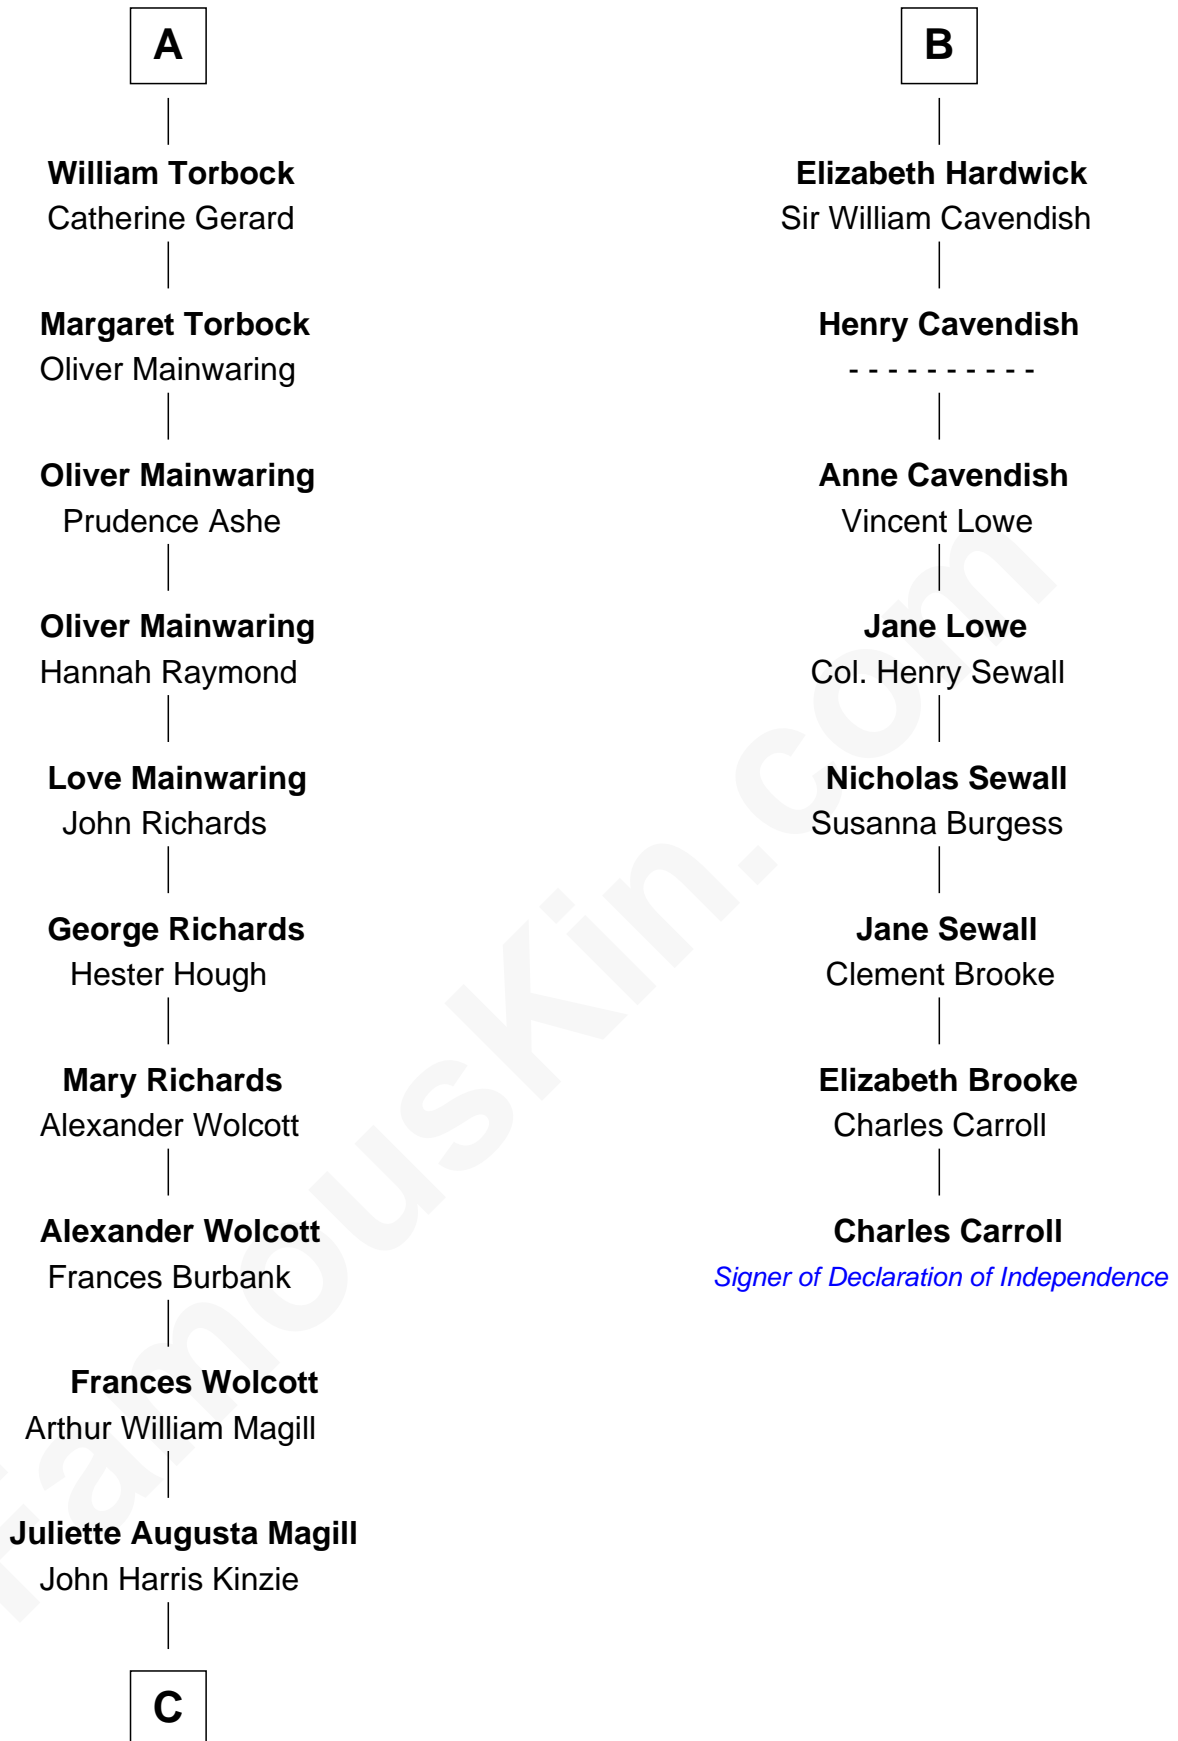 A
William Torbock
Catherine Gerard
Margaret Torbock
Oliver Mainwaring
Oliver Mainwaring
Prudence Ashe
Oliver Mainwaring
Hannah Raymond
Love Mainwaring
John Richards
George Richards
Hester Hough
Mary Richards
Alexander Wolcott
Alexander Wolcott
Frances Burbank
Frances Wolcott
Arthur William Magill
Juliette Augusta Magill
John Harris Kinzie
C
B
Elizabeth Hardwick
Sir William Cavendish
Henry Cavendish
- - - - - - - - - -
Anne Cavendish
Vincent Lowe
Jane Lowe
Col. Henry Sewall
Nicholas Sewall
Susanna Burgess
Jane Sewall
Clement Brooke
Elizabeth Brooke
Charles Carroll
Charles Carroll
Signer of Declaration of Independence
FamousKin.com